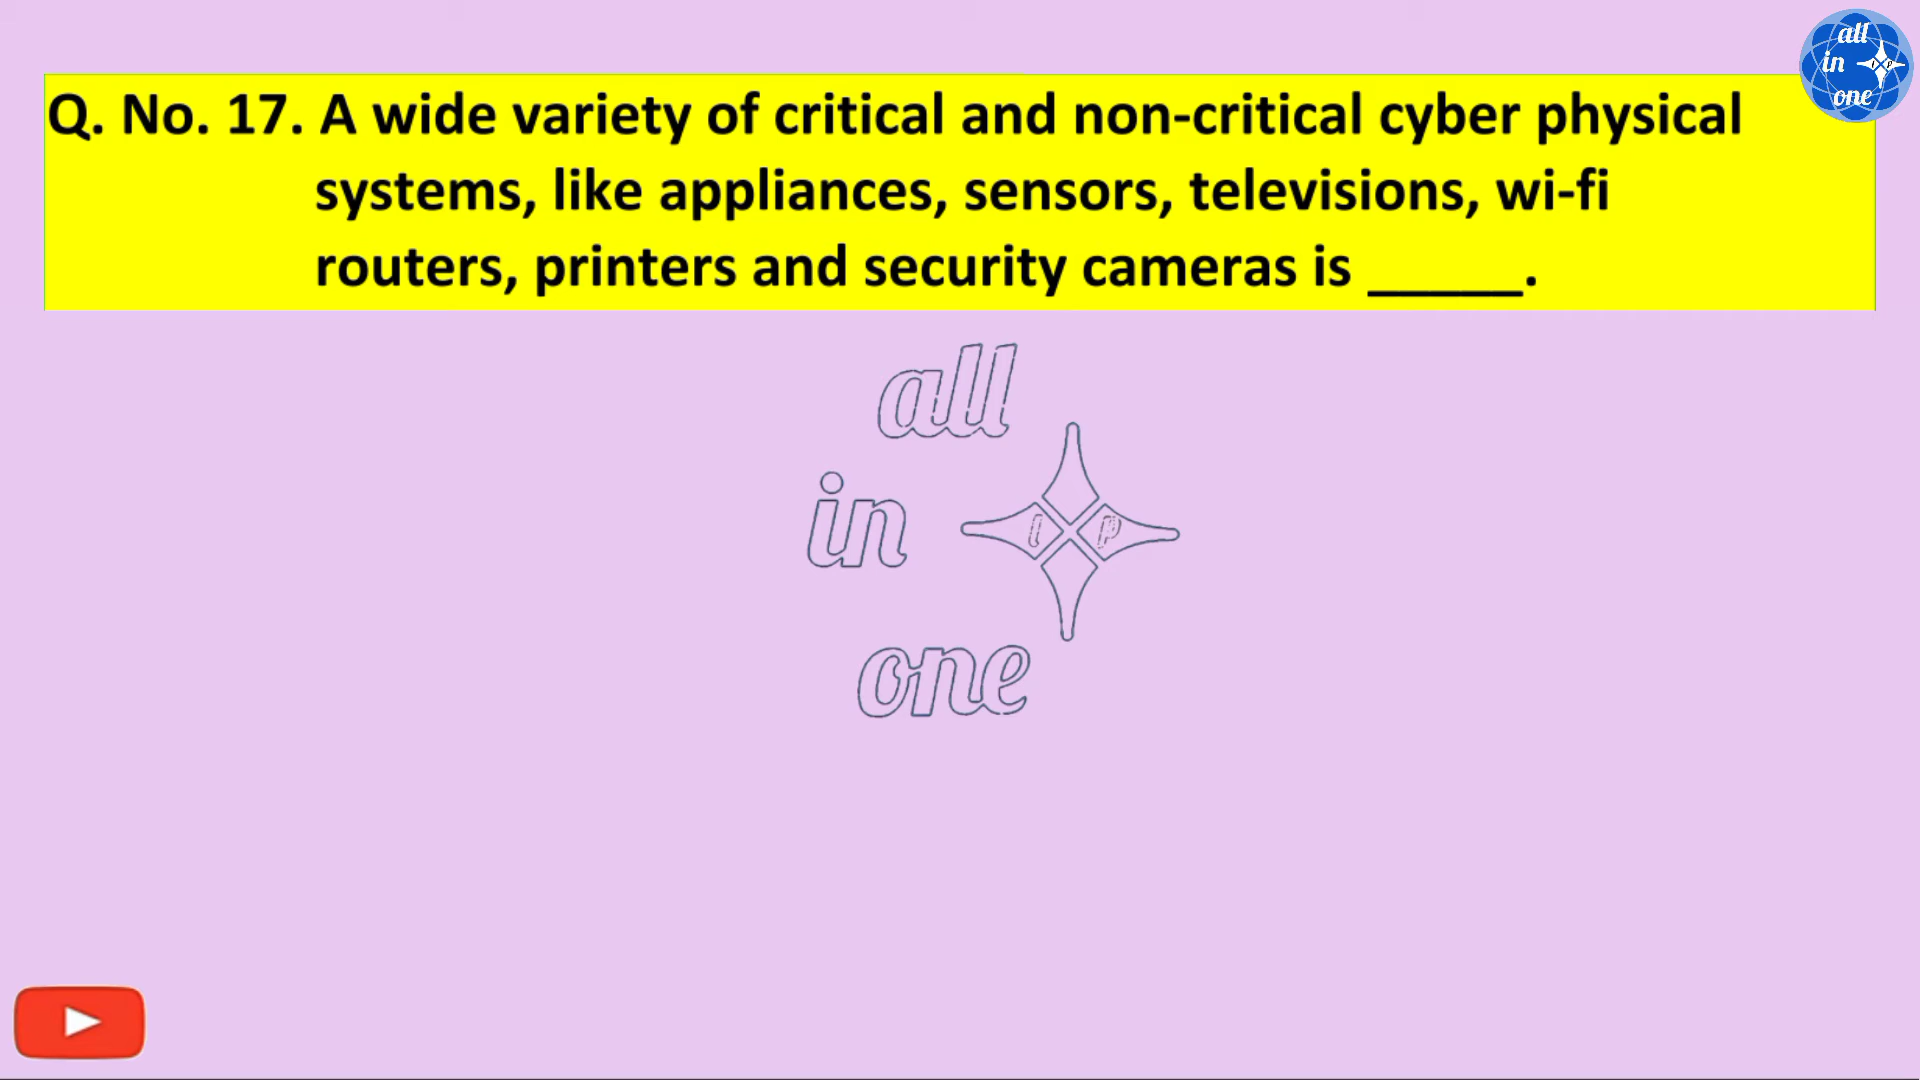 all
in
one
Q. No. 17. A wide variety of critical and non-critical cyber physical
systems, like appliances, sensors, televisions, wi-fi
routers, printers and security cameras is _____.
all
in
one